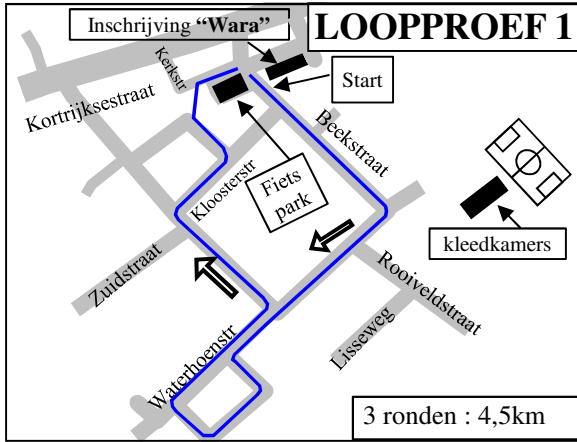 Inschrijving “Wara”
LOOPPROEF 1
Kerkstr
Start
Kortrijksestraat
Beekstraat
Kloosterstr
Fiets
park
kleedkamers
Zuidstraat
Rooiveldstraat
Lisseweg
Waterhoenstr
3 ronden : 4,5km